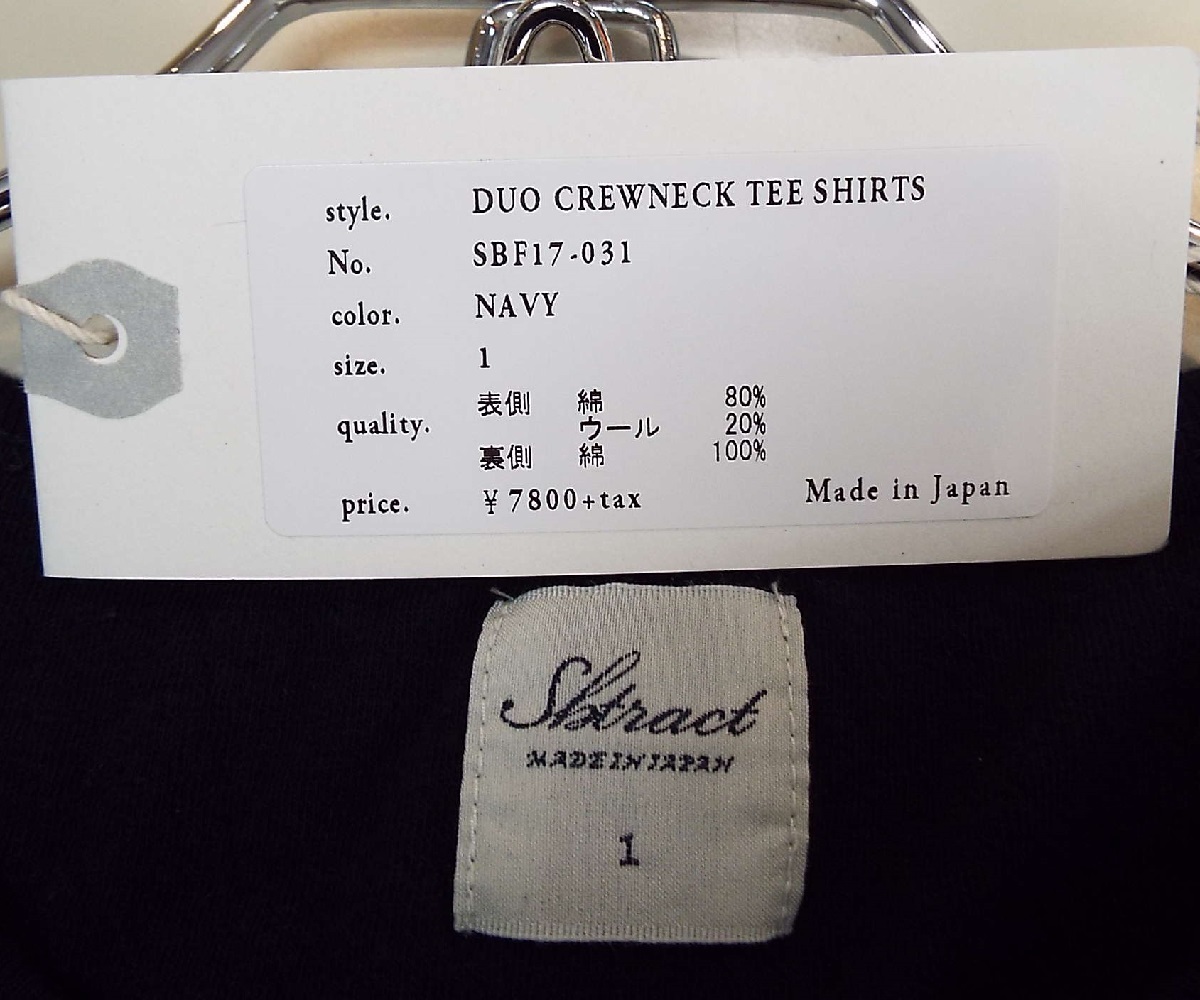 style. DUO CREWNECK TEE SHIRTS
No. SBF17-031
color. NAVY
size. 1
quality. 表側 綿 80%
ウール 20%
裏側 綿 100%
price. ¥7800+tax Made in Japan
Sbtract
MADE IN JAPAN
1